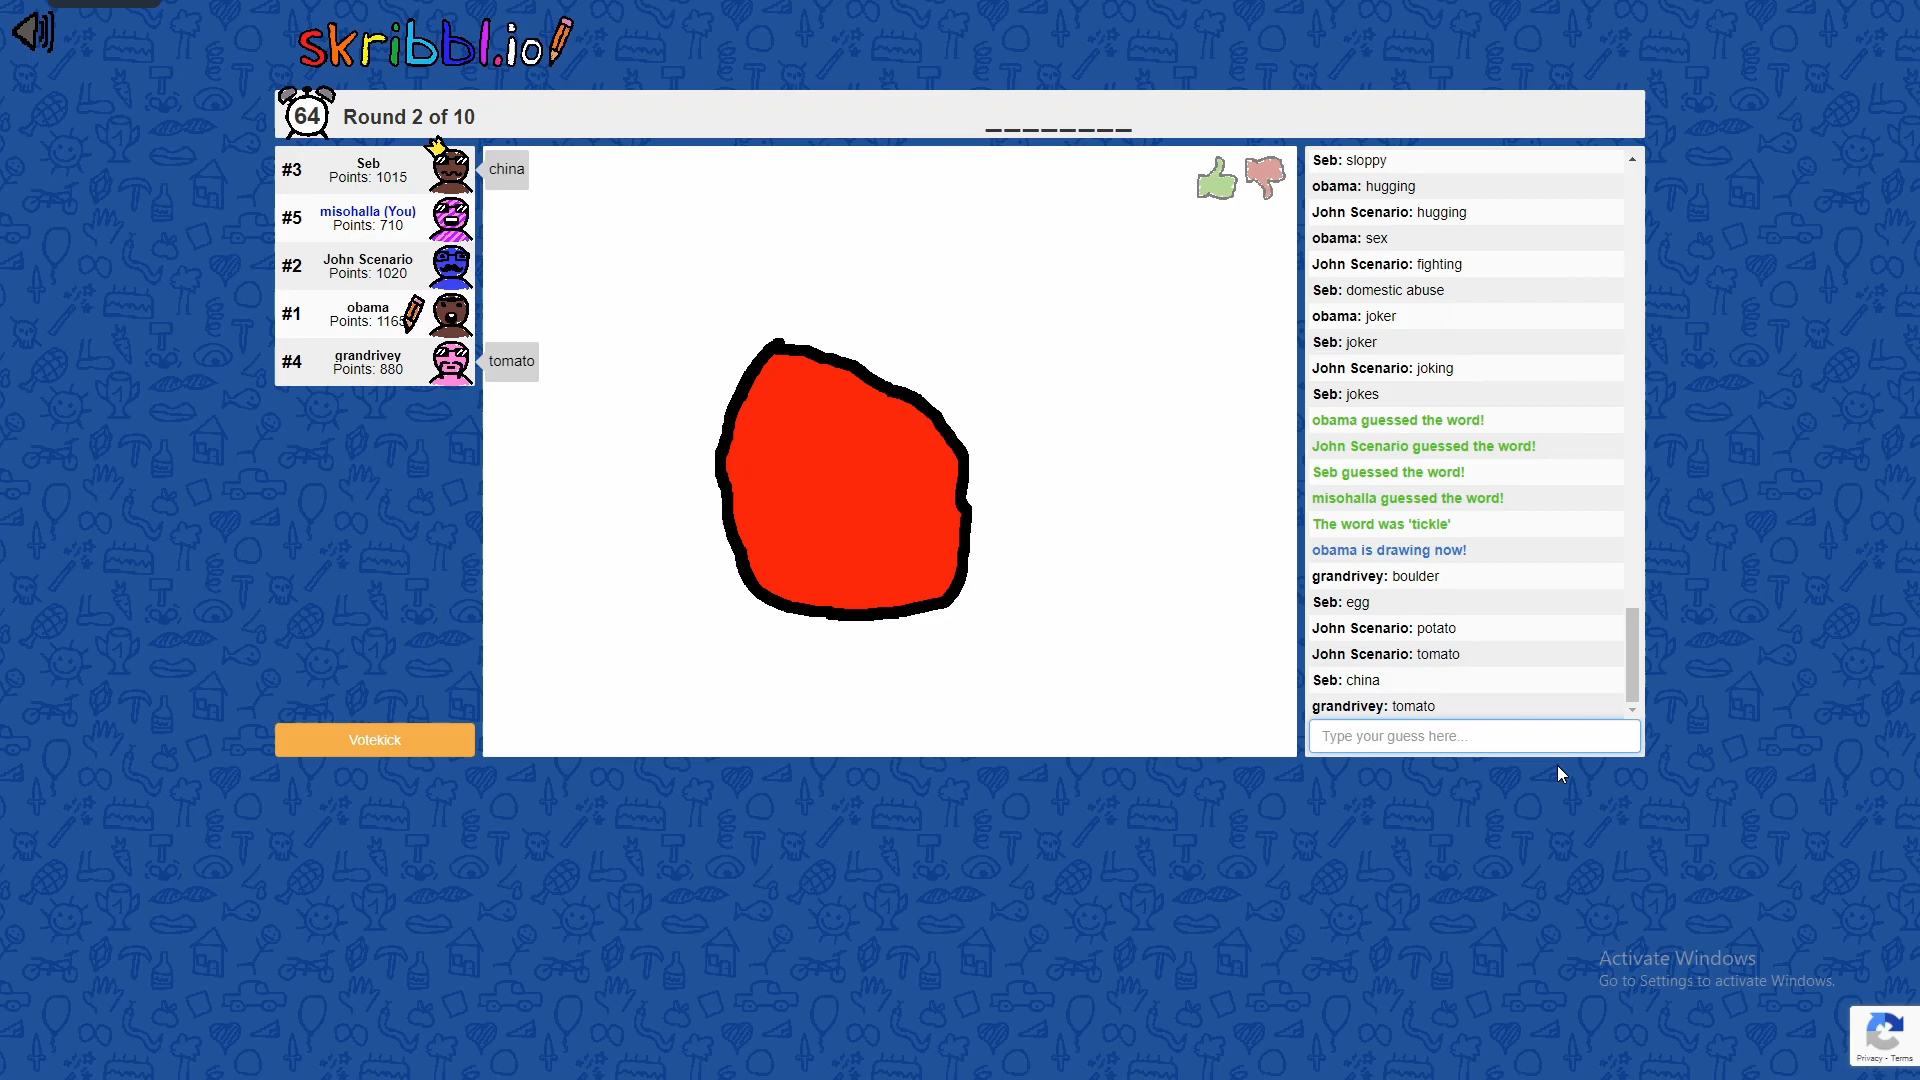 skribbl.io
64
Round 2 of 10
________
#3
Seb
Points: 1015
china
#5
misohalla (You)
Points: 710
#2
John Scenario
Points: 1020
#1
obama
Points: 1165
#4
grandrivey
Points: 880
tomato
Votekick
Seb: sloppy
obama: hugging
John Scenario: hugging
obama: sex
John Scenario: fighting
Seb: domestic abuse
obama: joker
Seb: joker
John Scenario: joking
Seb: jokes
obama guessed the word!
John Scenario guessed the word!
Seb guessed the word!
misohalla guessed the word!
The word was 'tickle'
obama is drawing now!
grandrivey: boulder
Seb: egg
John Scenario: potato
John Scenario: tomato
Seb: china
grandrivey: tomato
Type your guess here...
Activate Windows
Go to Settings to activate Windows.
Privacy - Terms